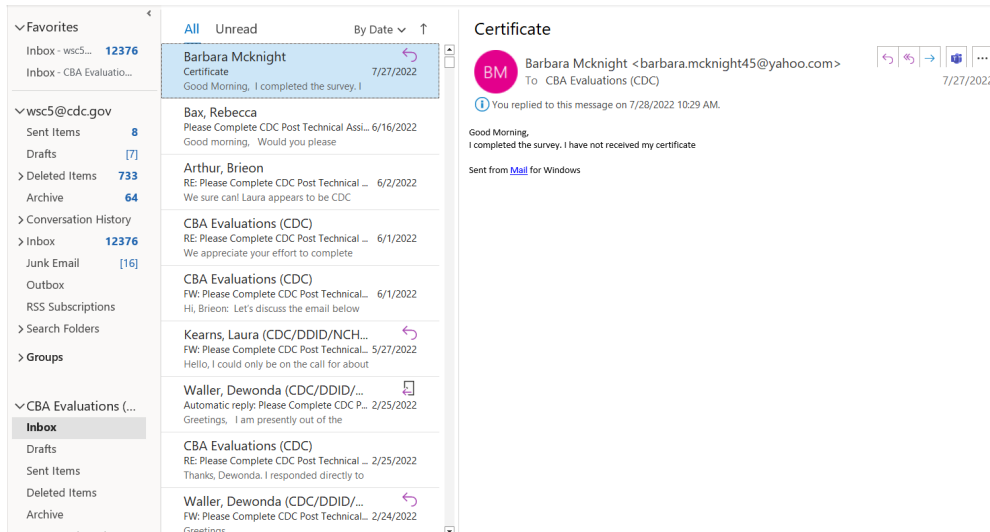 Favorites
Inbox - wsc5... 12376
Inbox - CBA Evaluatio...
wsc5@cdc.gov
Sent Items 8
Drafts [7]
Deleted Items 733
Archive 64
Conversation History
Inbox 12376
Junk Email [16]
Outbox
RSS Subscriptions
Search Folders
Groups
CBA Evaluations (...
Inbox
Drafts
Sent Items
Deleted Items
Archive
All Unread By Date
Barbara Mcknight
Certificate 7/27/2022
Good Morning, I completed the survey. I
Bax, Rebecca
Please Complete CDC Post Technical Assi... 6/16/2022
Good morning, Would you please
Arthur, Brieon
RE: Please Complete CDC Post Technical ... 6/2/2022
We sure can! Laura appears to be CDC
CBA Evaluations (CDC)
RE: Please Complete CDC Post Technical ... 6/1/2022
We appreciate your effort to complete
CBA Evaluations (CDC)
FW: Please Complete CDC Post Technical... 6/1/2022
Hi, Brieon: Let's discuss the email below
Kearns, Laura (CDC/DDID/NCH...
FW: Please Complete CDC Post Technical... 5/27/2022
Hello, I could only be on the call for about
Waller, Dewonda (CDC/DDID/...
Automatic reply: Please Complete CDC P... 2/25/2022
Greetings, I am presently out of the
CBA Evaluations (CDC)
RE: Please Complete CDC Post Technical ... 2/25/2022
Thanks, Dewonda. I responded directly to
Waller, Dewonda (CDC/DDID/...
FW: Please Complete CDC Post Technical... 2/24/2022
Greetings
Certificate
BM
Barbara Mcknight <barbara.mcknight45@yahoo.com>
To CBA Evaluations (CDC)
7/27/2022
You replied to this message on 7/28/2022 10:29 AM.
Good Morning,
I completed the survey. I have not received my certificate
Sent from Mail for Windows